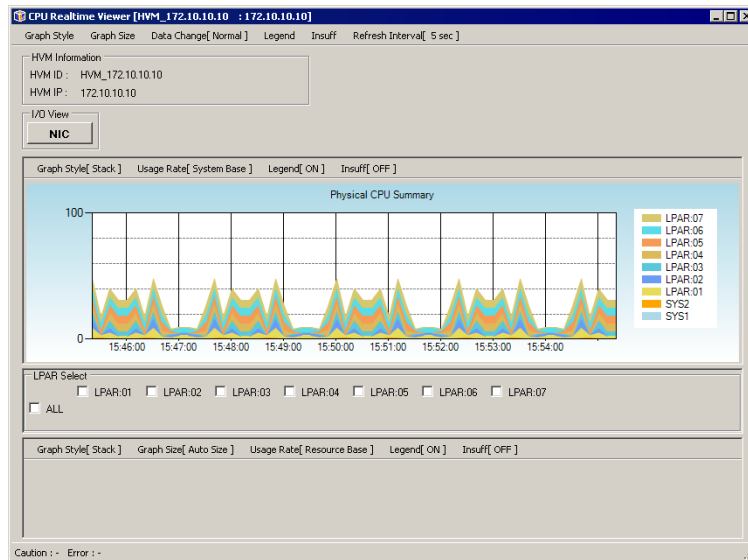 CPU Realtime Viewer [HVM_172.10.10.10 : 172.10.10.10]
Graph Style Graph Size Data Change[ Normal ] Legend Insuff Refresh Interval[ 5 sec ]
HVM Information
HVM ID : HVM_172.10.10.10
HVM IP : 172.10.10.10
I/O View
NIC
Graph Style[ Stack ] Usage Rate[ System Base ] Legend[ ON ] Insuff[ OFF ]
Physical CPU Summary
100
0
15:46:00 15:47:00 15:48:00 15:49:00 15:50:00 15:51:00 15:52:00 15:53:00 15:54:00
LPAR:07
LPAR:06
LPAR:05
LPAR:04
LPAR:03
LPAR:02
LPAR:01
SYS2
SYS1
LPAR Select
LPAR:01 LPAR:02 LPAR:03 LPAR:04 LPAR:05 LPAR:06 LPAR:07
ALL
Graph Style[ Stack ] Graph Size[ Auto Size ] Usage Rate[ Resource Base ] Legend[ ON ] Insuff[ OFF ]
Caution : - Error : -